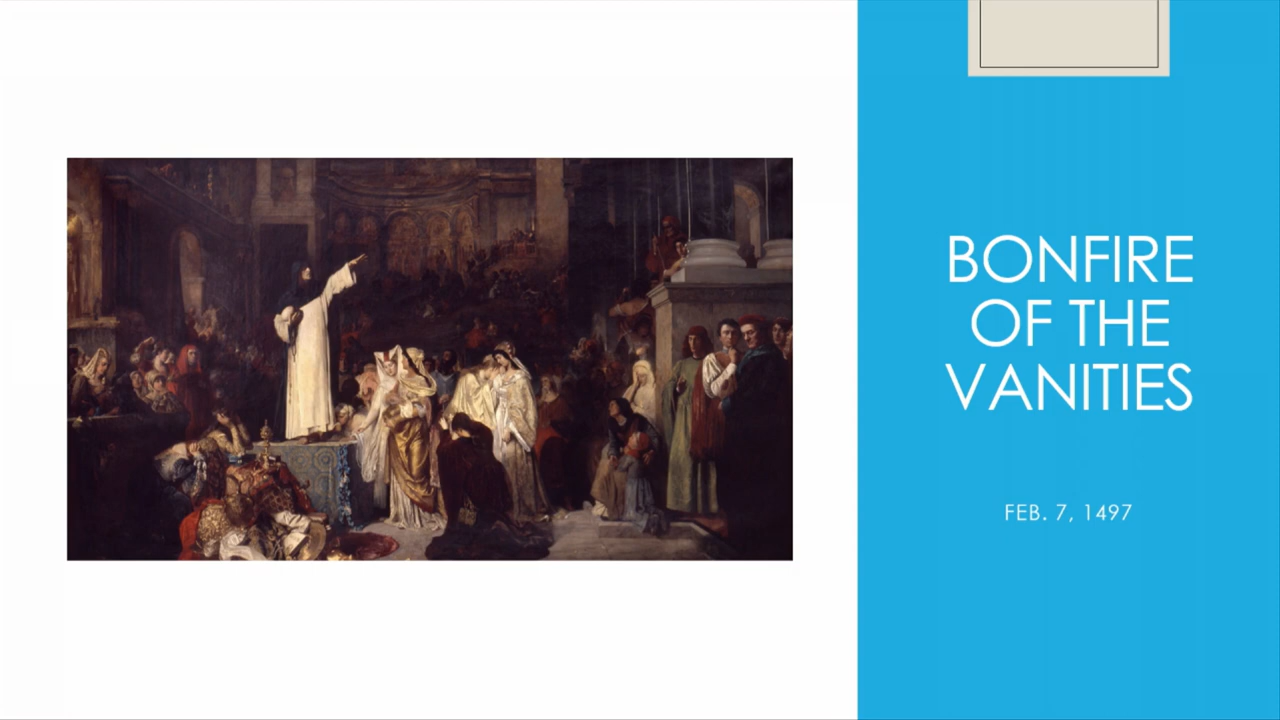 BONFIRE
OF THE
VANITIES
FEB. 7, 1497